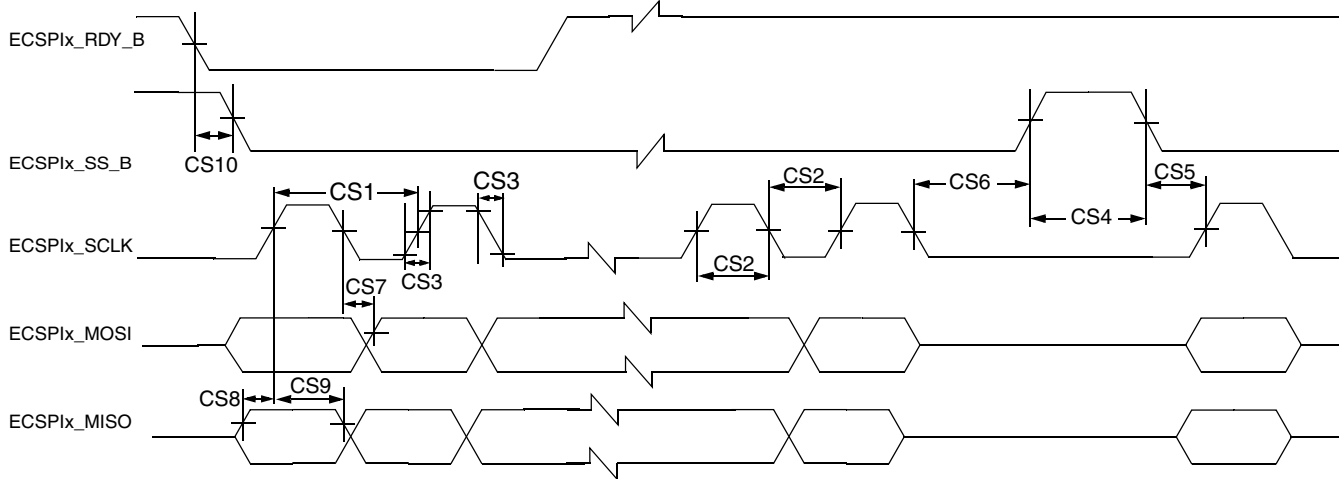 ECSPIx_RDY_B
CS10
ECSPIx_SS_B
CS1
CS3
CS2
CS6
CS5
CS4
ECSPIx_SCLK
CS3
CS2
CS7
ECSPIx_MOSI
CS8
CS9
ECSPIx_MISO